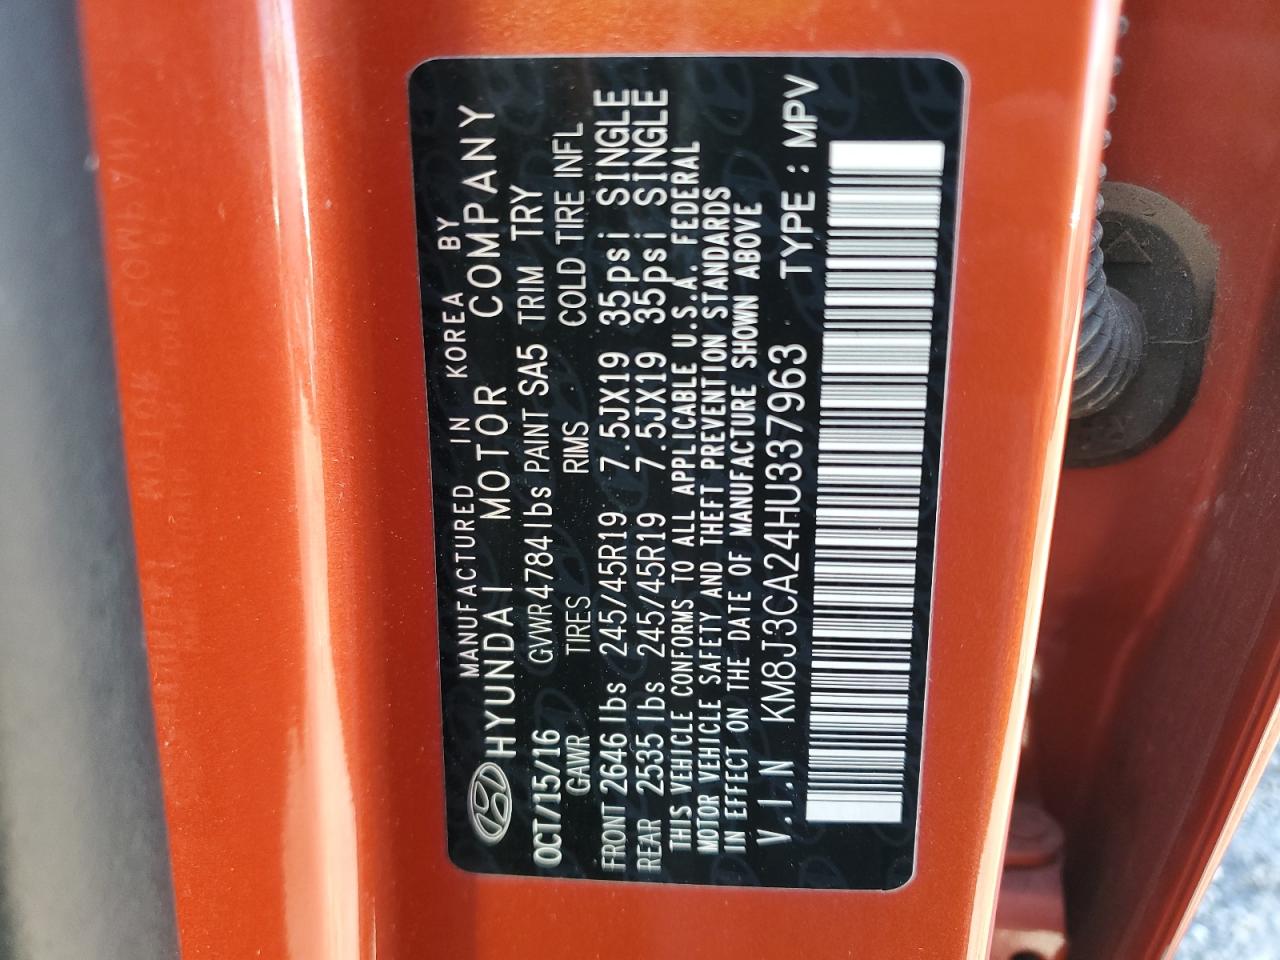 MANUFACTURED IN KOREA BY
HYUNDAI MOTOR COMPANY
OCT/15/16 GVWR 4784 lbs PAINT SA5 TRIM TRY
GAWR TIRES RIMS COLD TIRE INFL
FRONT 2646 lbs 245/45R19 7.5JX19 35psi SINGLE
REAR 2535 lbs 245/45R19 7.5JX19 35psi SINGLE
THIS VEHICLE CONFORMS TO ALL APPLICABLE U.S.A. FEDERAL
MOTOR VEHICLE SAFETY AND THEFT PREVENTION STANDARDS
IN EFFECT ON THE DATE OF MANUFACTURE SHOWN ABOVE
V.I.N KM8J3CA24HU337963 TYPE : MPV